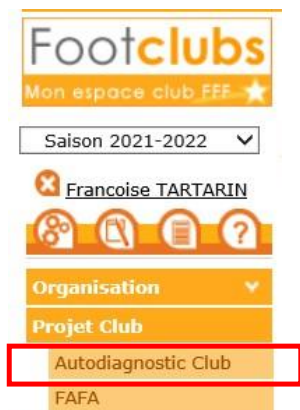 Footclubs
Mon espace club FFF
Saison 2021-2022
Francoise TARTARIN
?
Organisation
Projet Club
Autodiagnostic Club
FAFA